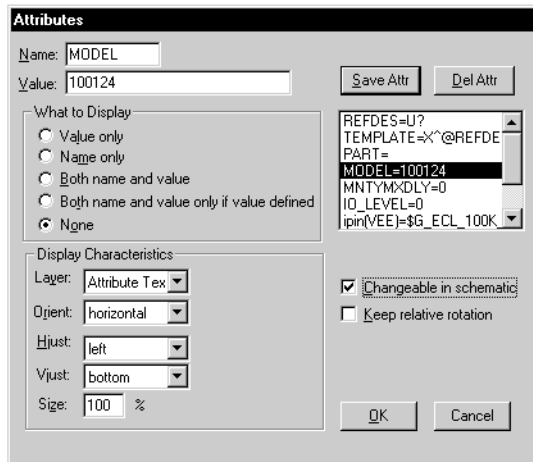 Attributes
Name: MODEL
Value: 100124
Save Attr Del Attr
What to Display
Value only
Name only
Both name and value
Both name and value only if value defined
None
REFDES=U?
TEMPLATE=X^@REFDE
PART=
MODEL=100124
MNTYMXDLY=0
IO_LEVEL=0
ipin(VEE)=$G_ECL_100K_
Display Characteristics
Layer: Attribute Tex
Orient: horizontal
Hjust: left
Vjust: bottom
Size: 100 %
Changeable in schematic
Keep relative rotation
OK Cancel